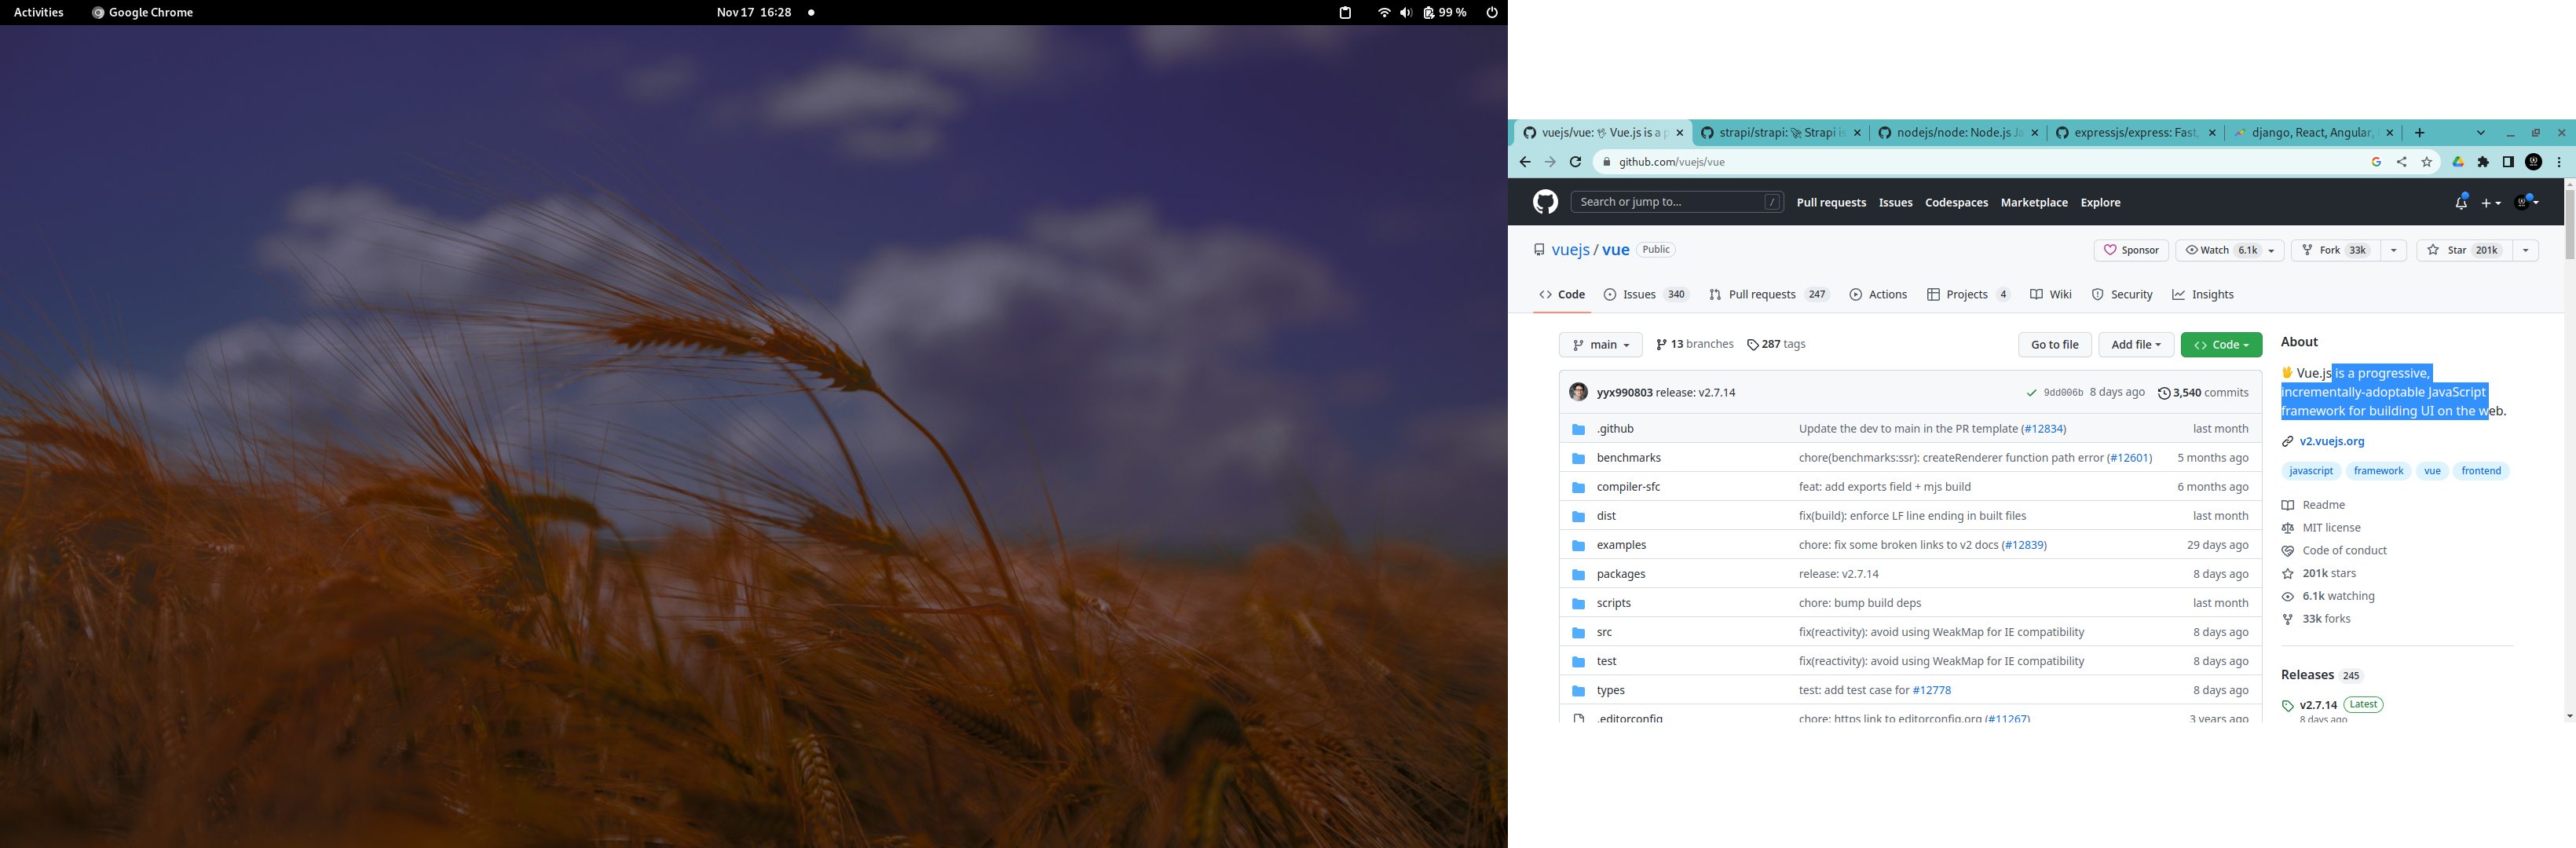 Activities Google Chrome Nov 17 16:28 99 %
vuejs/vue: 🖖 Vue.js is a p strapi/strapi: 🚀 Strapi is nodejs/node: Node.js Ja expressjs/express: Fast, django, React, Angular,
github.com/vuejs/vue
Search or jump to... / Pull requests Issues Codespaces Marketplace Explore
vuejs / vue Public Sponsor Watch 6.1k Fork 33k Star 201k
Code Issues 340 Pull requests 247 Actions Projects 4 Wiki Security Insights
main 13 branches 287 tags Go to file Add file Code
yyx990803 release: v2.7.14 9dd006b 8 days ago 3,540 commits
.github Update the dev to main in the PR template (#12834) last month
benchmarks chore(benchmarks:ssr): createRenderer function path error (#12601) 5 months ago
compiler-sfc feat: add exports field + mjs build 6 months ago
dist fix(build): enforce LF line ending in built files last month
examples chore: fix some broken links to v2 docs (#12839) 29 days ago
packages release: v2.7.14 8 days ago
scripts chore: bump build deps last month
src fix(reactivity): avoid using WeakMap for IE compatibility 8 days ago
test fix(reactivity): avoid using WeakMap for IE compatibility 8 days ago
types test: add test case for #12778 8 days ago
.editorconfig chore: https link to editorconfig.org (#11267) 3 years ago
About
🖖 Vue.js is a progressive,
incrementally-adoptable JavaScript
framework for building UI on the web.
v2.vuejs.org
javascript framework vue frontend
Readme
MIT license
Code of conduct
201k stars
6.1k watching
33k forks
Releases 245
v2.7.14 Latest
8 days ago